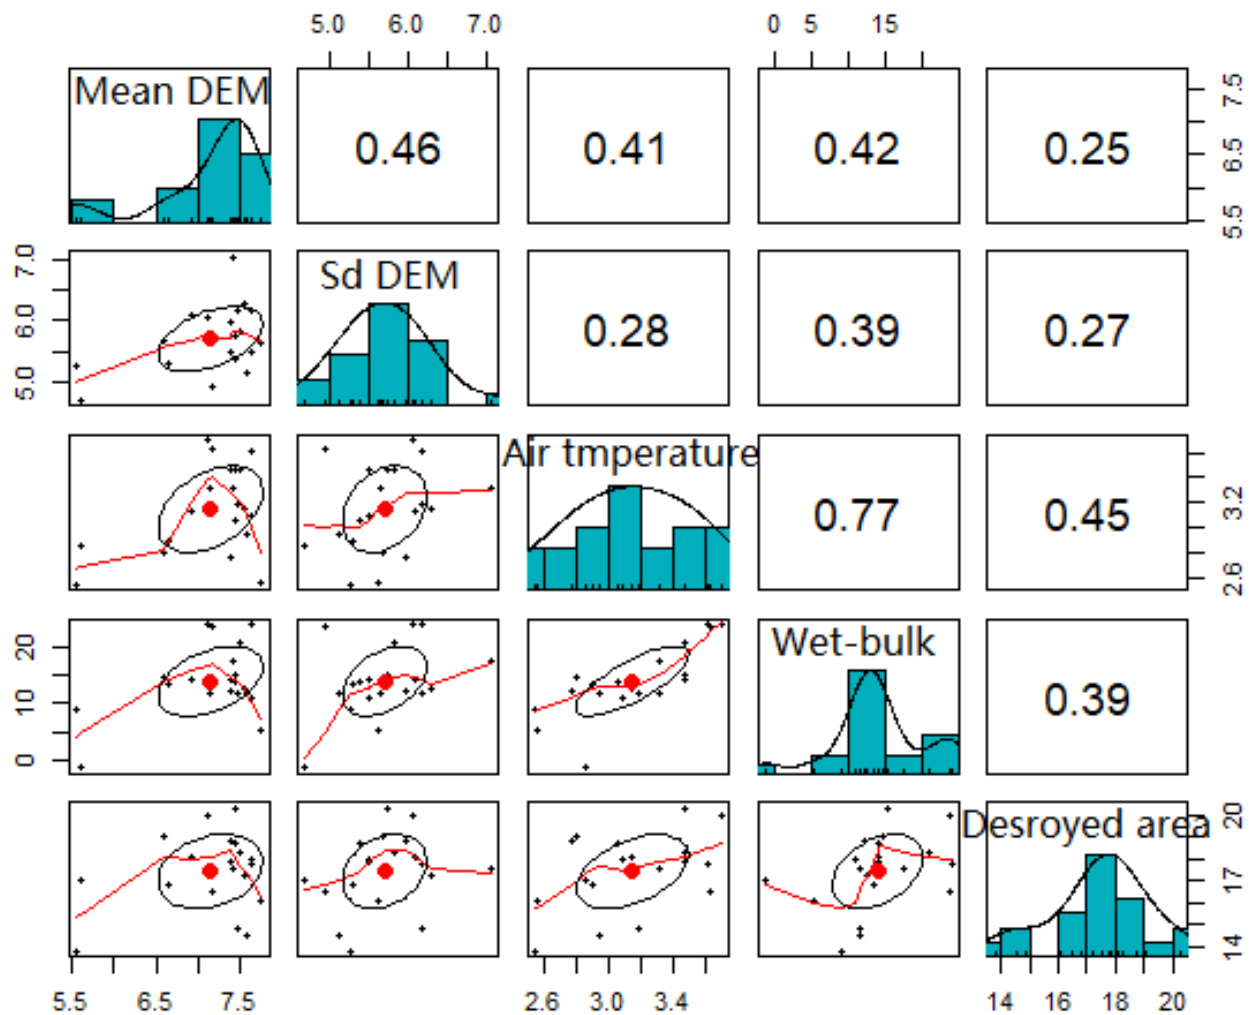 5.0 6.0 7.0 0 5 15
Mean DEM 0.46 0.41 0.42 0.25 5.5 6.5 7.5
5.0 6.0 7.0 Sd DEM 0.28 0.39 0.27
Air tmperature 0.77 0.45 2.6 3.2
0 10 20 Wet-bulk 0.39
Desroyed area 14 17 20
5.5 6.5 7.5 2.6 3.0 3.4 14 16 18 20